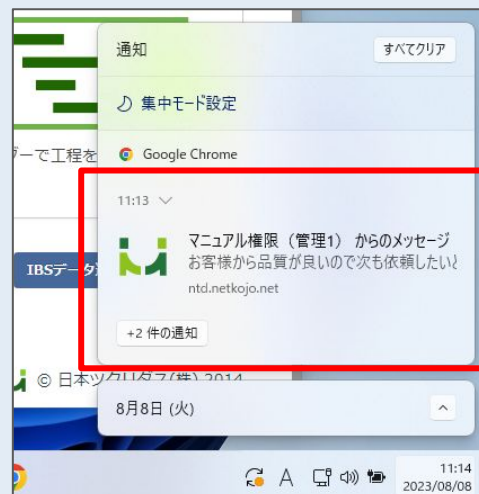 通知
すべてクリア
集中モード設定
Google Chrome
ーで工程を
11:13
マニュアル権限（管理1） からのメッセージ
お客様から品質が良いので次も依頼したいと
ntd.netkojo.net
IBSデータ
+2 件の通知
© 日本ツクリダス(株) 2014
8月8日 (火)
A
11:14
2023/08/08